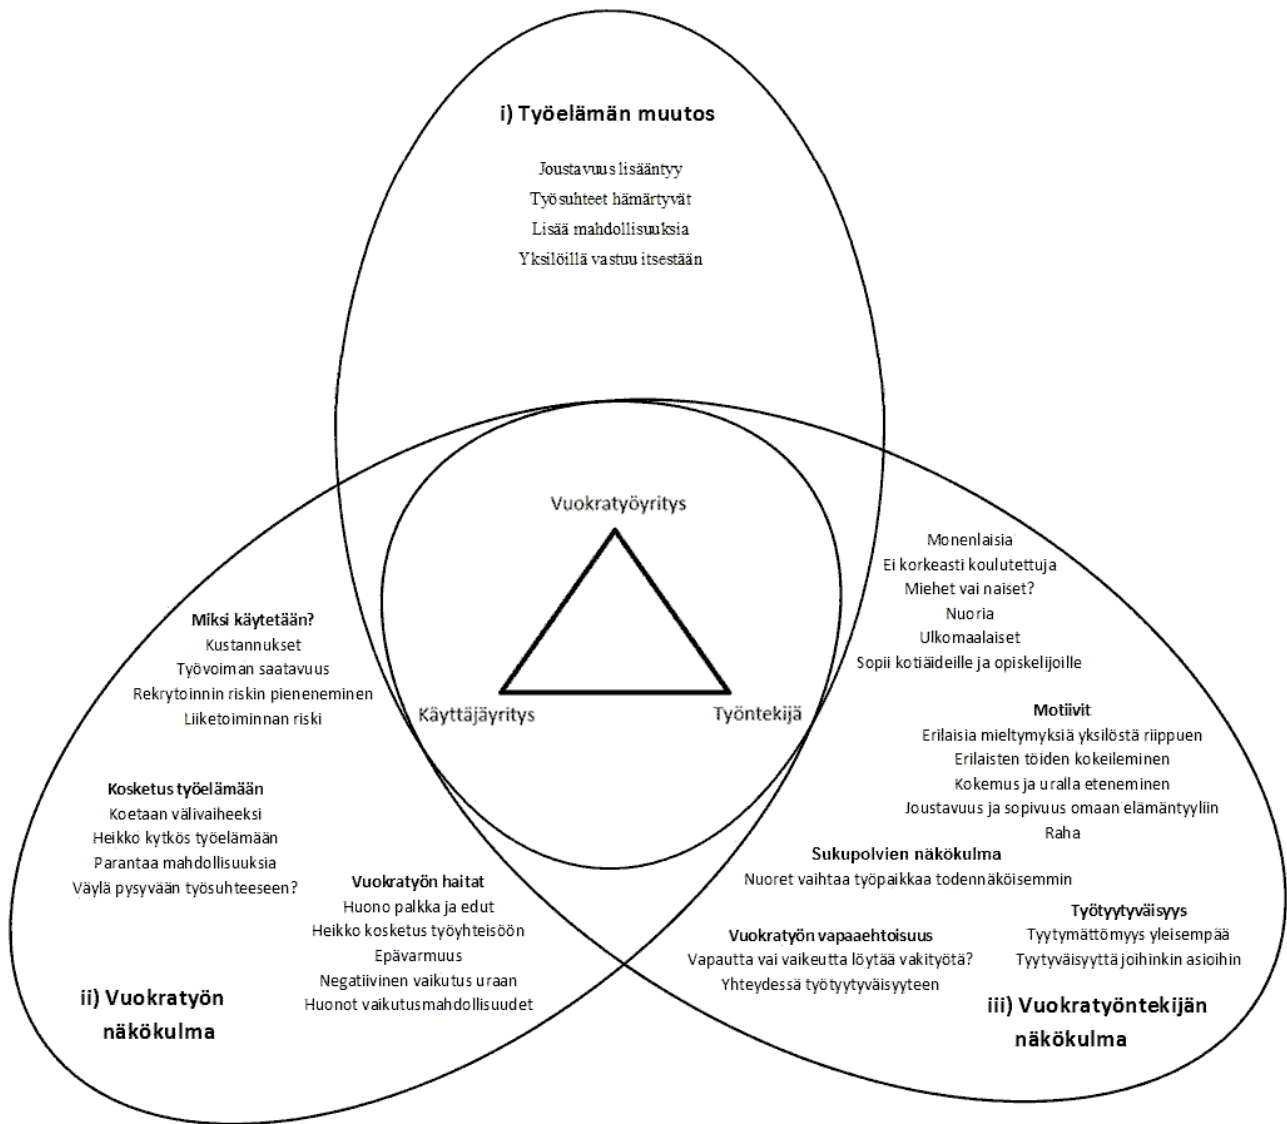 i) Työelämän muutos
Joustavuus lisääntyy
Työsuhteet hämärtyvät
Lisää mahdollisuuksia
Yksilöillä vastuu itsestään
Vuokratyöyritys
Käyttäjäyritys
Työntekijä
Miksi käytetään?
Kustannukset
Työvoiman saatavuus
Rekrytoinnin riskin pieneneminen
Liiketoiminnan riski
Kosketus työelämään
Koetaan välivaiheeksi
Heikko kytkös työelämään
Parantaa mahdollisuuksia
Väylä pysyvään työsuhteeseen?
Vuokratyön haitat
Huono palkka ja edut
Heikko kosketus työyhteisöön
Epävarmuus
Negatiivinen vaikutus uraan
Huonot vaikutusmahdollisuudet
ii) Vuokratyön
näkökulma
Monenlaisia
Ei korkeasti koulutettuja
Miehet vai naiset?
Nuoria
Ulkomaalaiset
Sopii kotiäideille ja opiskelijoille
Motiivit
Erilaisia mieltymyksiä yksilöstä riippuen
Erilaisten töiden kokeileminen
Kokemus ja uralla eteneminen
Joustavuus ja sopivuus omaan elämäntyyliin
Raha
Sukupolvien näkökulma
Nuoret vaihtaa työpaikkaa todennäköisemmin
Työtyytyväisyys
Tyytymättömyys yleisempää
Tyytyväisyyttä joihinkin asioihin
Vuokratyön vapaaehtoisuus
Vapautta vai vaikeutta löytää vakityötä?
Yhteydessä työtyytyväisyyteen
iii) Vuokratyöntekijän
näkökulma